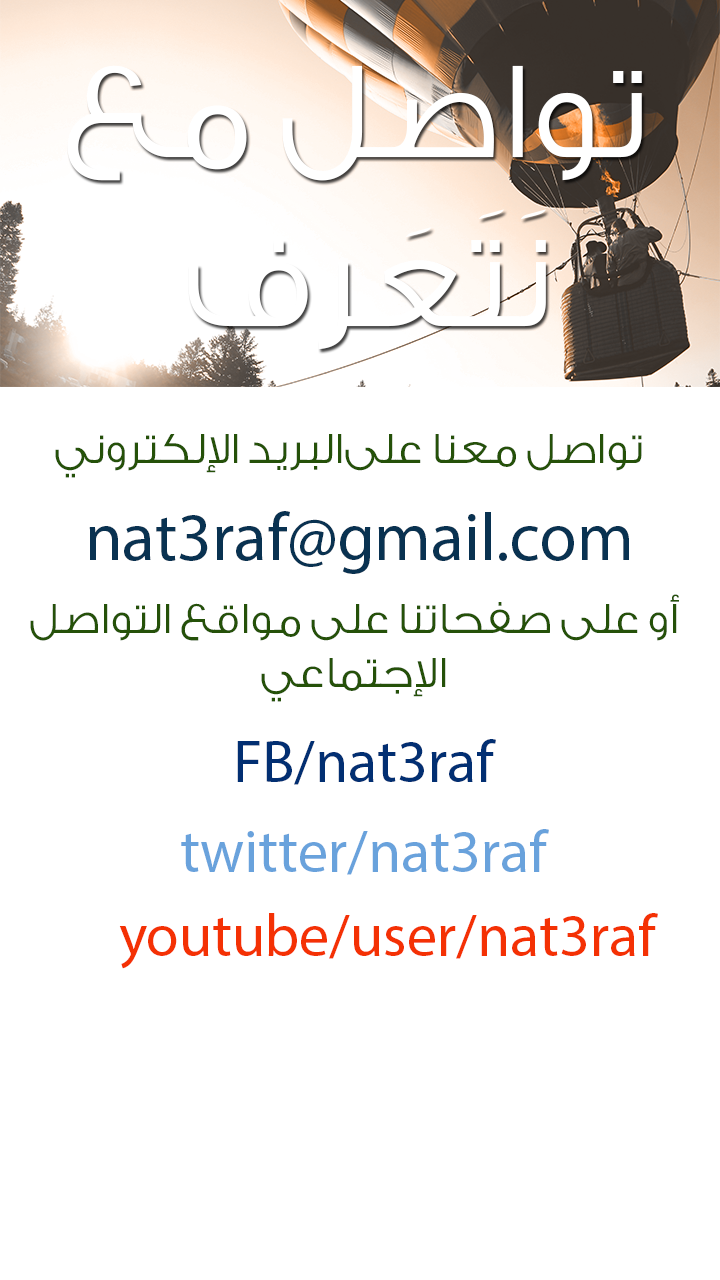 تواصل مع
نَتَعَرف
تواصل معنا علىالبريد الإلكتروني
nat3raf@gmail.com
أو على صفحاتنا على مواقع التواصل
الإجتماعي
FB/nat3raf
twitter/nat3raf
youtube/user/nat3raf